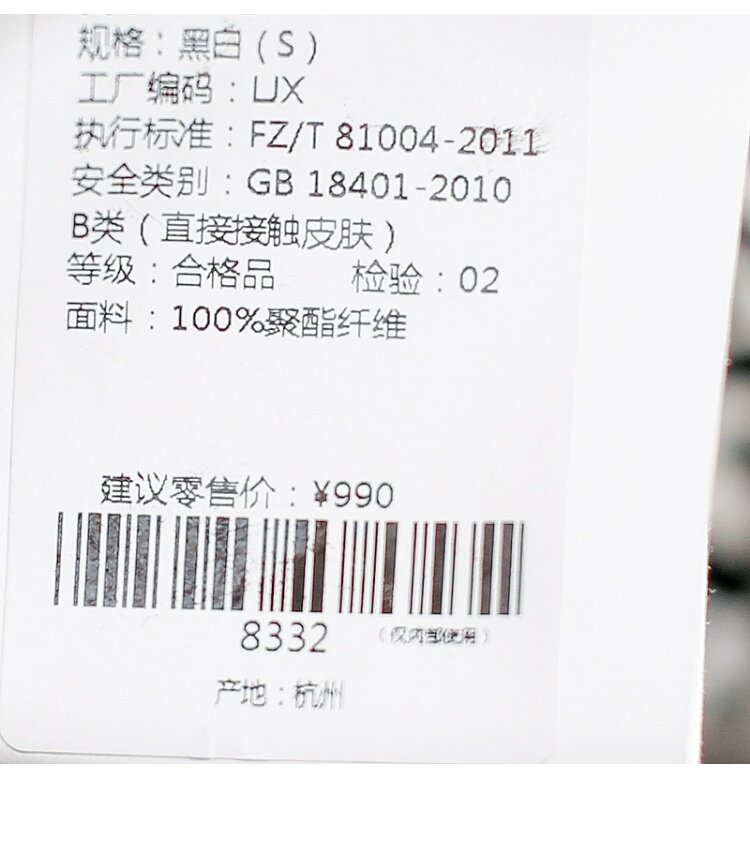 规格：黑白（S）
工厂编码：LJX
执行标准：FZ/T 81004-2011
安全类别：GB 18401-2010
B类（直接接触皮肤）
等级：合格品 检验：02
面料：100%聚酯纤维
建议零售价：¥990
8332 （仅内部使用）
产地：杭州